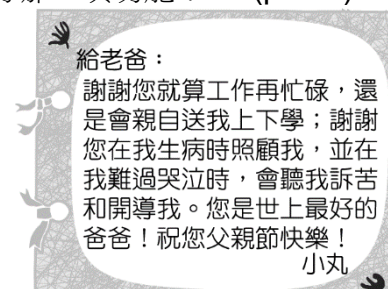 給老爸：
謝謝您就算工作再忙碌，還
是會親自送我上下學；謝謝
您在我生病時照顧我，並在
我難過哭泣時，會聽我訴苦
和開導我。您是世上最好的
爸爸！祝您父親節快樂！
小丸